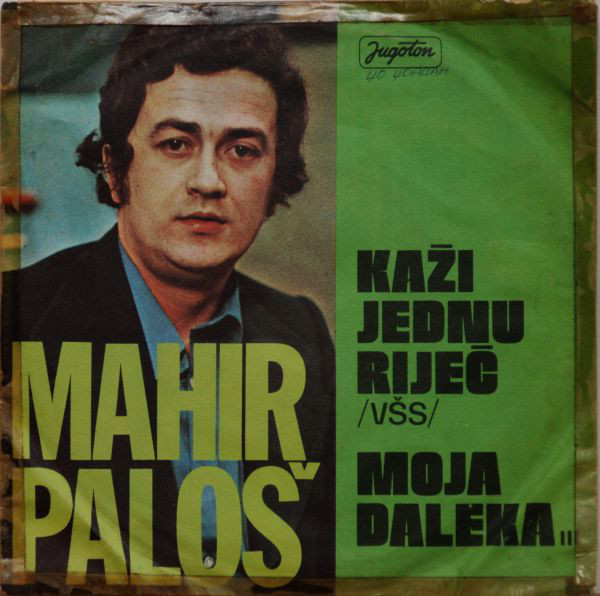 Jugoton
MAHIR
PALOŠ
KAŽI
JEDNU
RIJEČ
/VŠS/
MOJA
DALEKA...